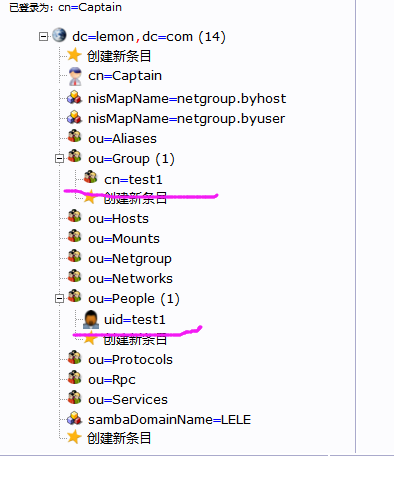 已登录为: cn=Captain
dc=lemon,dc=com (14)
创建新条目
cn=Captain
nisMapName=netgroup.byhost
nisMapName=netgroup.byuser
ou=Aliases
ou=Group (1)
cn=test1
创建新条目
ou=Hosts
ou=Mounts
ou=Netgroup
ou=Networks
ou=People (1)
uid=test1
创建新条目
ou=Protocols
ou=Rpc
ou=Services
sambaDomainName=LELE
创建新条目